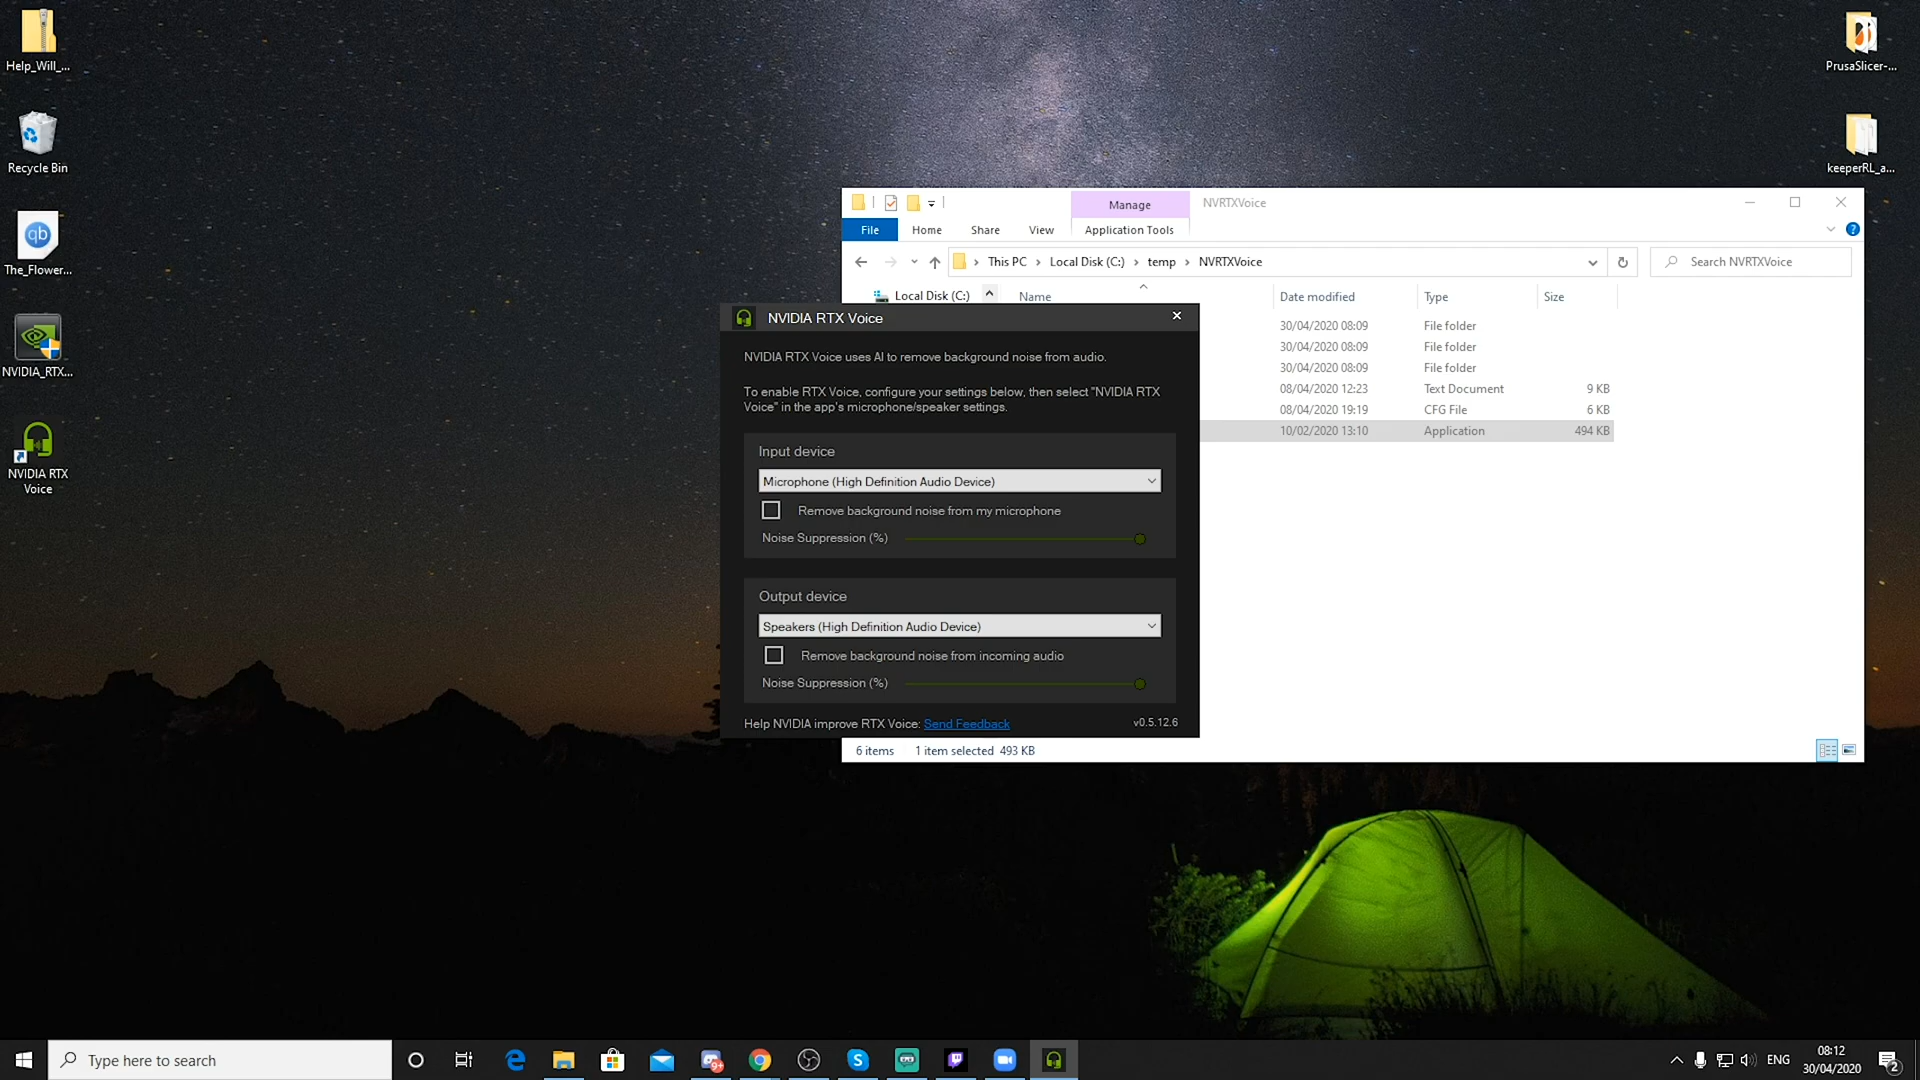 Help_Will_...
Recycle Bin
qb
The_Flower...
NVIDIA_RTX...
NVIDIA RTX
Voice
PrusaSlicer-...
keeperRL_a...
Manage
NVRTXVoice
File
Home
Share
View
Application Tools
?
This PC
Local Disk (C:)
temp
NVRTXVoice
Search NVRTXVoice
Local Disk (C:)
Name
Date modified
Type
Size
30/04/2020 08:09
File folder
30/04/2020 08:09
File folder
30/04/2020 08:09
File folder
08/04/2020 12:23
Text Document
9 KB
08/04/2020 19:19
CFG File
6 KB
10/02/2020 13:10
Application
494 KB
6 items
1 item selected 493 KB
NVIDIA RTX Voice
NVIDIA RTX Voice uses AI to remove background noise from audio.
To enable RTX Voice, configure your settings below, then select "NVIDIA RTX
Voice" in the app's microphone/speaker settings.
Input device
Microphone (High Definition Audio Device)
Remove background noise from my microphone
Noise Suppression (%)
Output device
Speakers (High Definition Audio Device)
Remove background noise from incoming audio
Noise Suppression (%)
Help NVIDIA improve RTX Voice: Send Feedback
v0.5.12.6
Type here to search
9+
ENG
08:12
30/04/2020
2